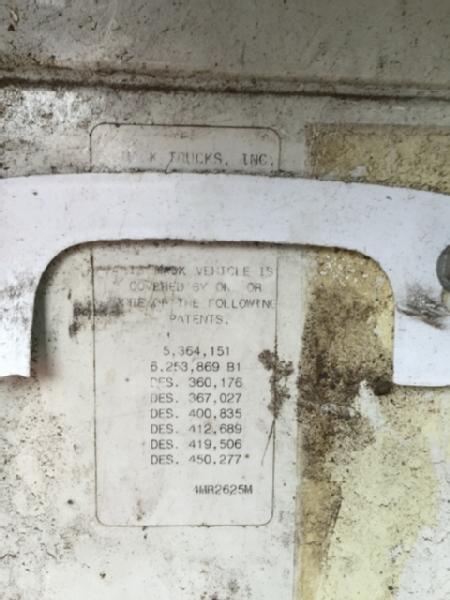 TRUCKS, INC.
MACK VEHICLE IS
COVERED BY ONE OR
MORE OF THE FOLLOWING
PATENTS.
5,364,151
6,253,869 B1
DES. 360,176
DES. 367,027
DES. 400,835
DES. 412,689
DES. 419,506
DES. 450,277
4MR2625M